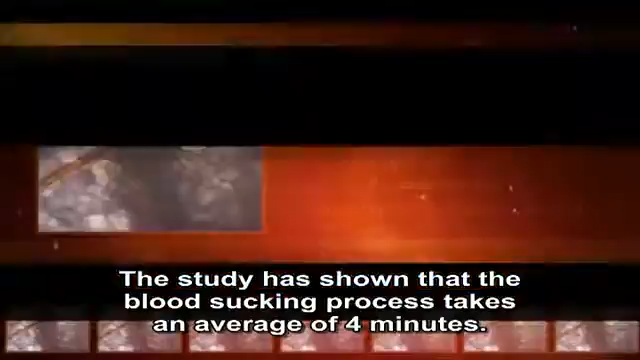 The study has shown that the
blood sucking process takes
an average of 4 minutes.